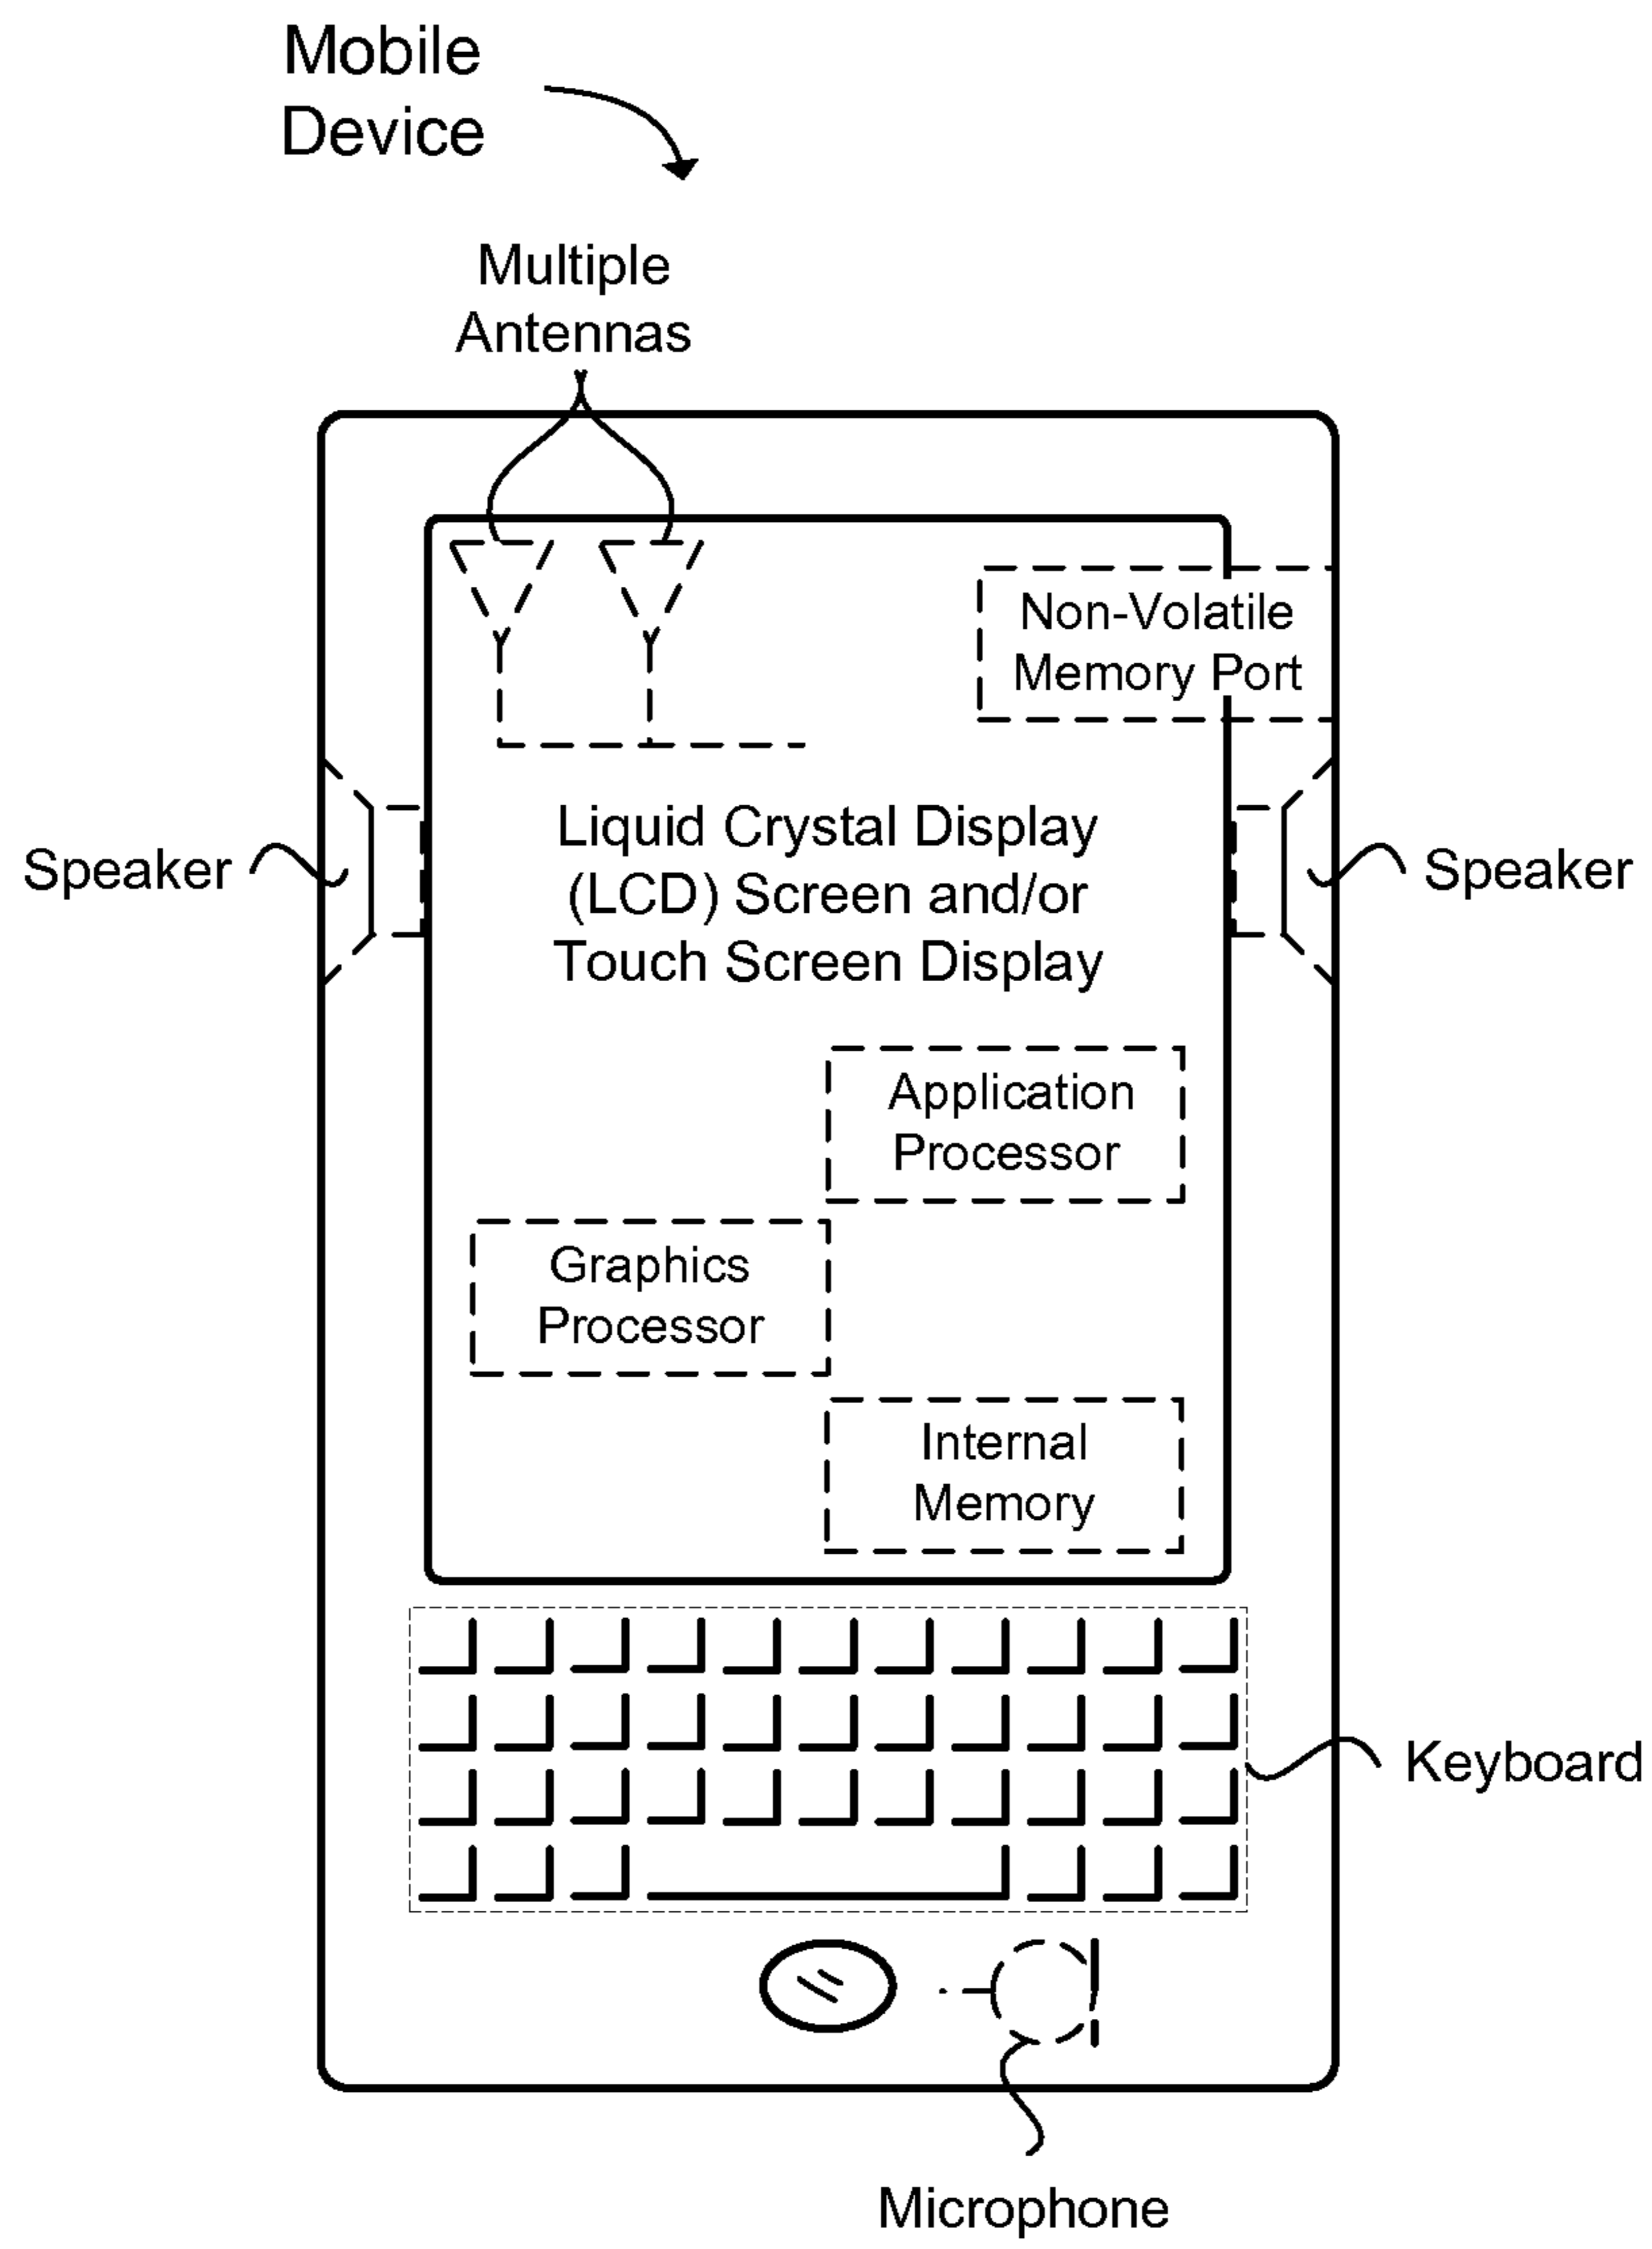 Mobile
Device
Multiple
Antennas
Non-Volatile
Memory Port
Speaker
Liquid Crystal Display
(LCD) Screen and/or
Touch Screen Display
Speaker
Application
Processor
Graphics
Processor
Internal
Memory
Keyboard
Microphone